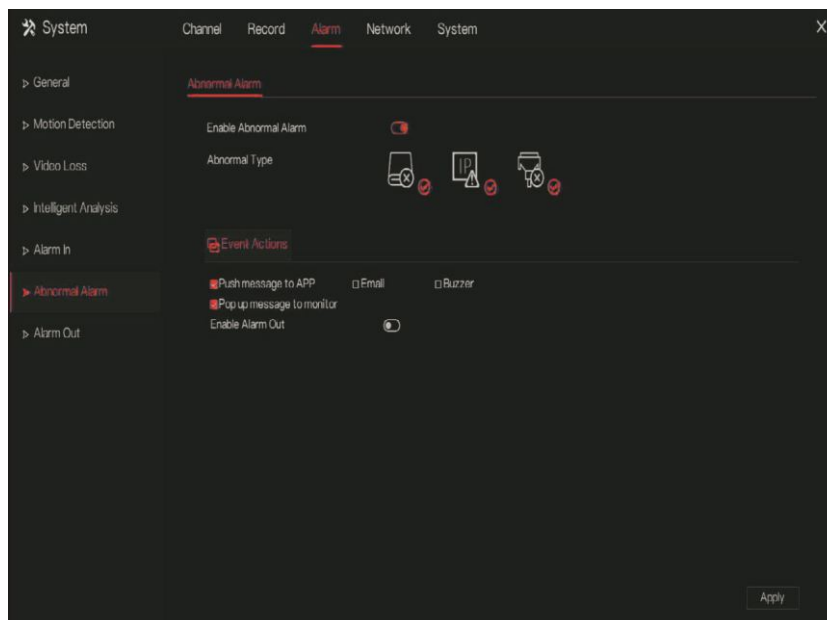 System
Channel Record Alarm Network System X
General
Motion Detection
Video Loss
Intelligent Analysis
Alarm In
Abnormal Alarm
Alarm Out
Abnormal Alarm
Enable Abnormal Alarm
Abnormal Type
IP
Event Actions
Push message to APP Email Buzzer
Pop up message to monitor
Enable Alarm Out
Apply